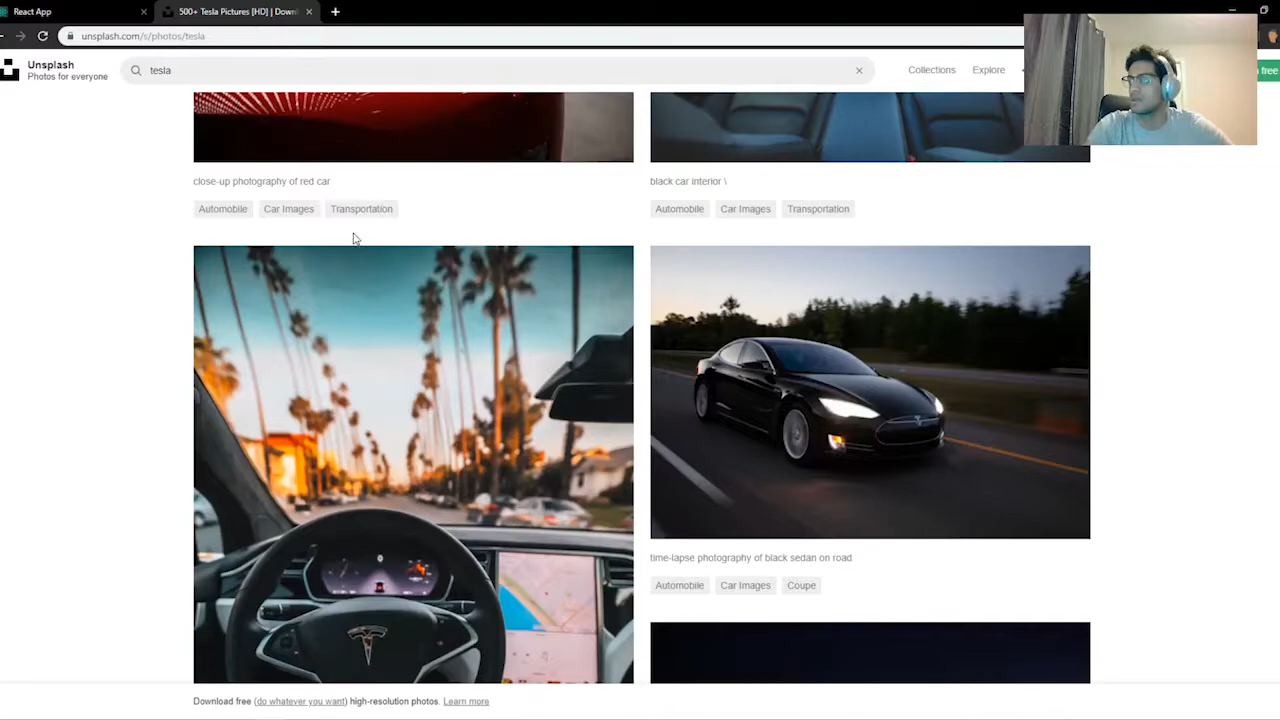 React App
500+ Tesla Pictures [HD] | Downl
unsplash.com/s/photos/tesla
Unsplash
Photos for everyone
tesla
Collections
Explore
free
close-up photography of red car
black car interior \
Automobile
Car Images
Transportation
Automobile
Car Images
Transportation
time-lapse photography of black sedan on road
Automobile
Car Images
Coupe
Download free (do whatever you want) high-resolution photos. Learn more